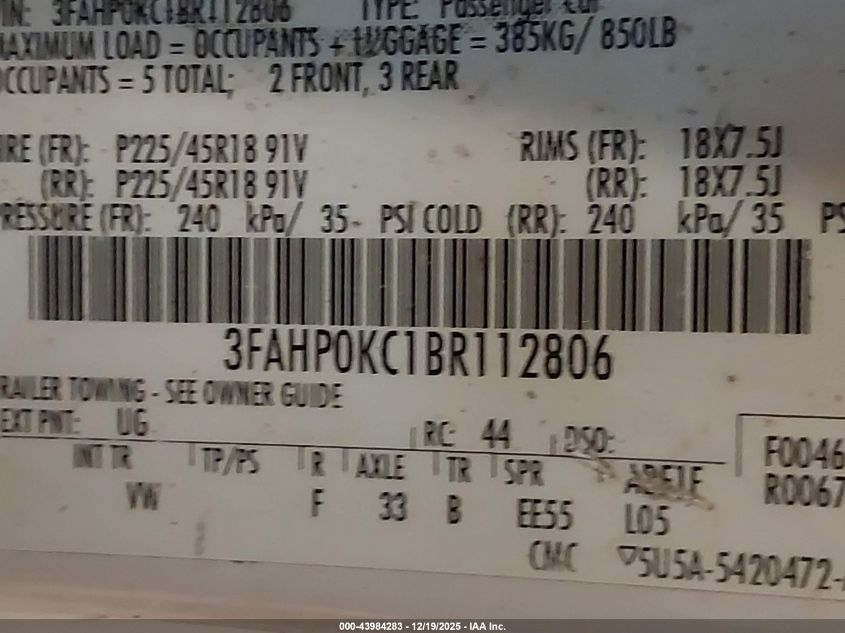 IN: 3FAHP0KC1BR112806 TYPE: Passenger car
MAXIMUM LOAD = OCCUPANTS + LUGGAGE = 385KG/ 850LB
OCCUPANTS = 5 TOTAL; 2 FRONT, 3 REAR
IRE (FR): P225/45R18 91V RIMS (FR): 18X7.5J
(RR): P225/45R18 91V (RR): 18X7.5J
PRESSURE (FR): 240 kPa/ 35- PSI COLD (RR): 240 kPa/ 35 PS
3FAHP0KC1BR112806
RAILER TOWING - SEE OWNER GUIDE
EXT PNT: UG RC: 44 DSO:
F0046
INT TR TP/PS R AXLE TR SPR
R0067
VW F 33 B EE55 L05
CMC ▽5U5A-5420472-
000-43984283 - 12/19/2025 - IAA Inc.